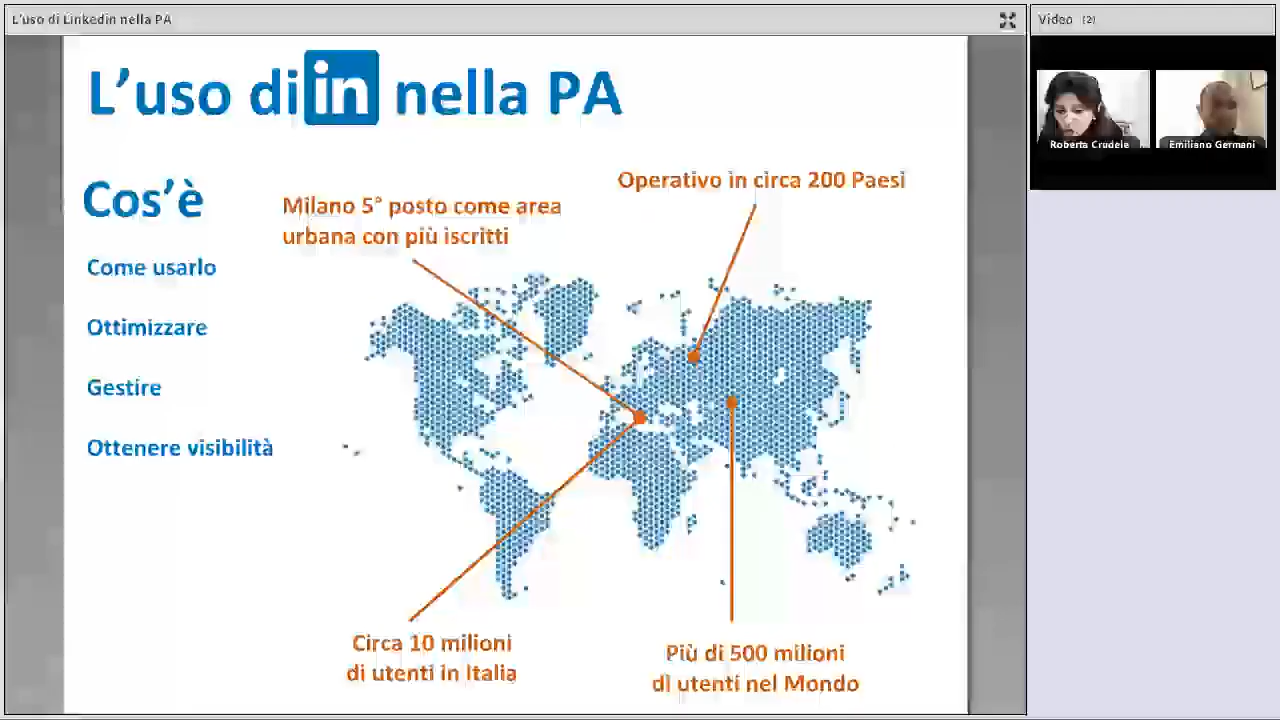 L'uso di Linkedin nella PA
Video (2)
L'uso di in nella PA
Roberta Crudele
Emiliano Germani
Cos'è
Come usarlo
Ottimizzare
Gestire
Ottenere visibilità
Milano 5° posto come area
urbana con più iscritti
Operativo in circa 200 Paesi
Circa 10 milioni
di utenti in Italia
Più di 500 milioni
di utenti nel Mondo